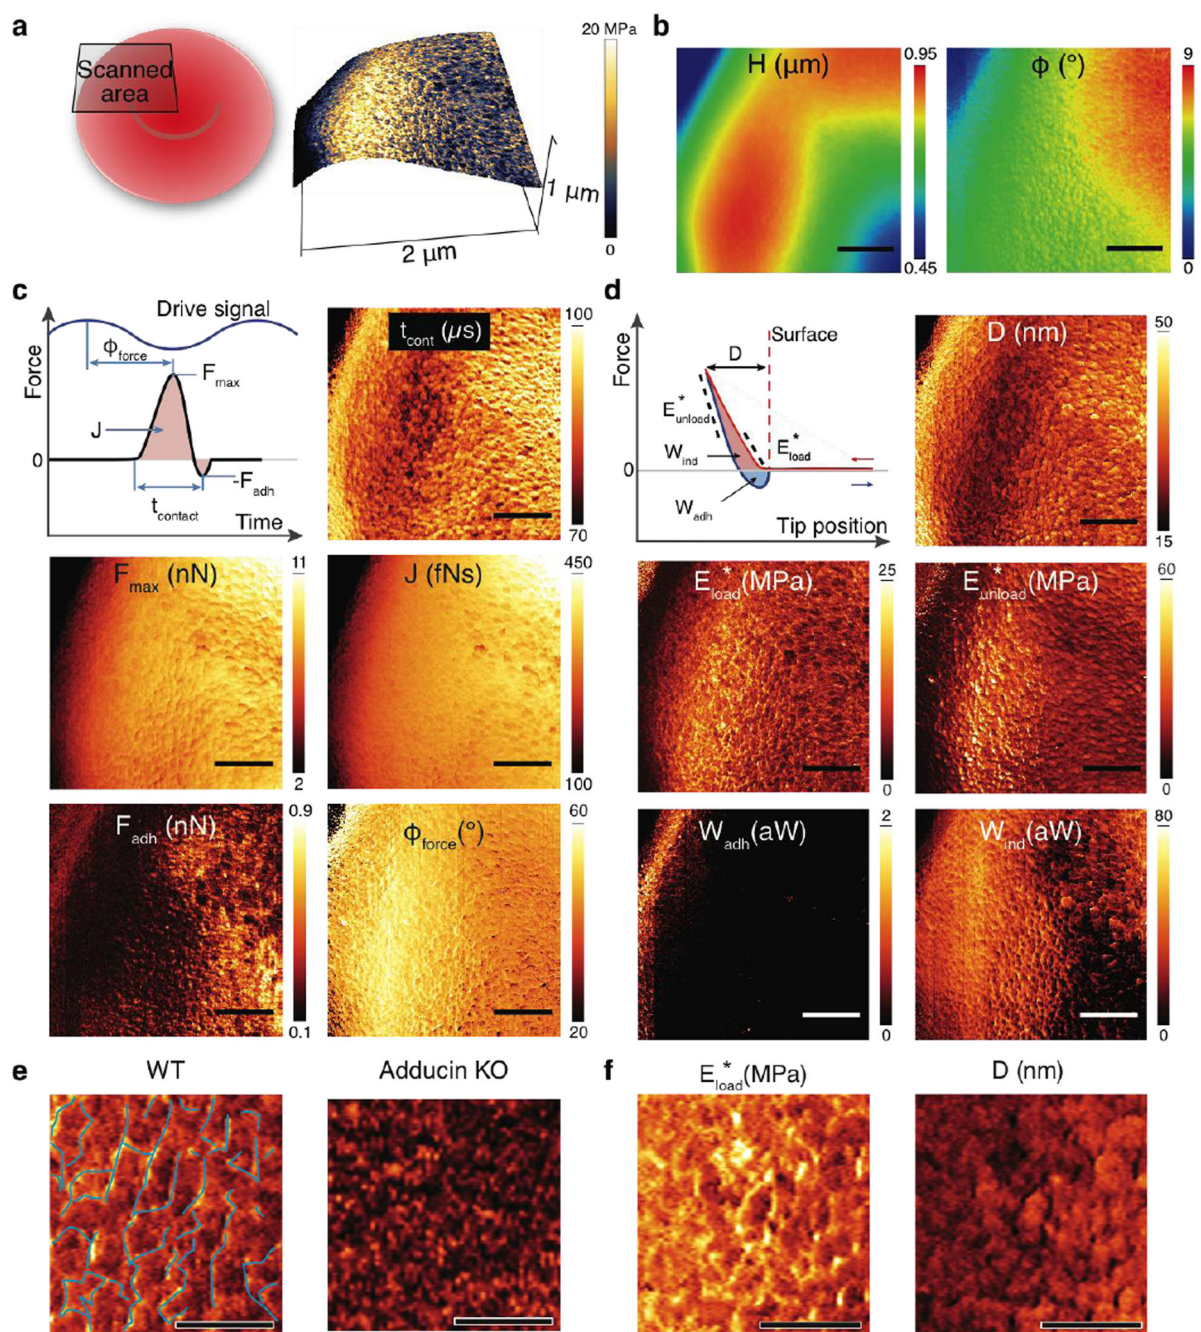 a
Scanned
area
20 MPa
1 μm
2 μm
0
b
H (μm)
0.95
0.45
ϕ (°)
9
0
c
Drive signal
Force
ϕforce
Fmax
J
0
-Fadh
tcontact
Time
tcont (μs)
100
70
d
Force
Surface
D
E*unload
E*load
Wind
0
Wadh
Tip position
D (nm)
50
15
Fmax (nN)
11
2
J (fNs)
450
100
E*load (MPa)
25
0
E*unload (MPa)
60
0
Fadh (nN)
0.9
0.1
ϕforce (°)
60
20
Wadh (aW)
2
0
Wind (aW)
80
0
e
WT
Adducin KO
f
E*load (MPa)
D (nm)